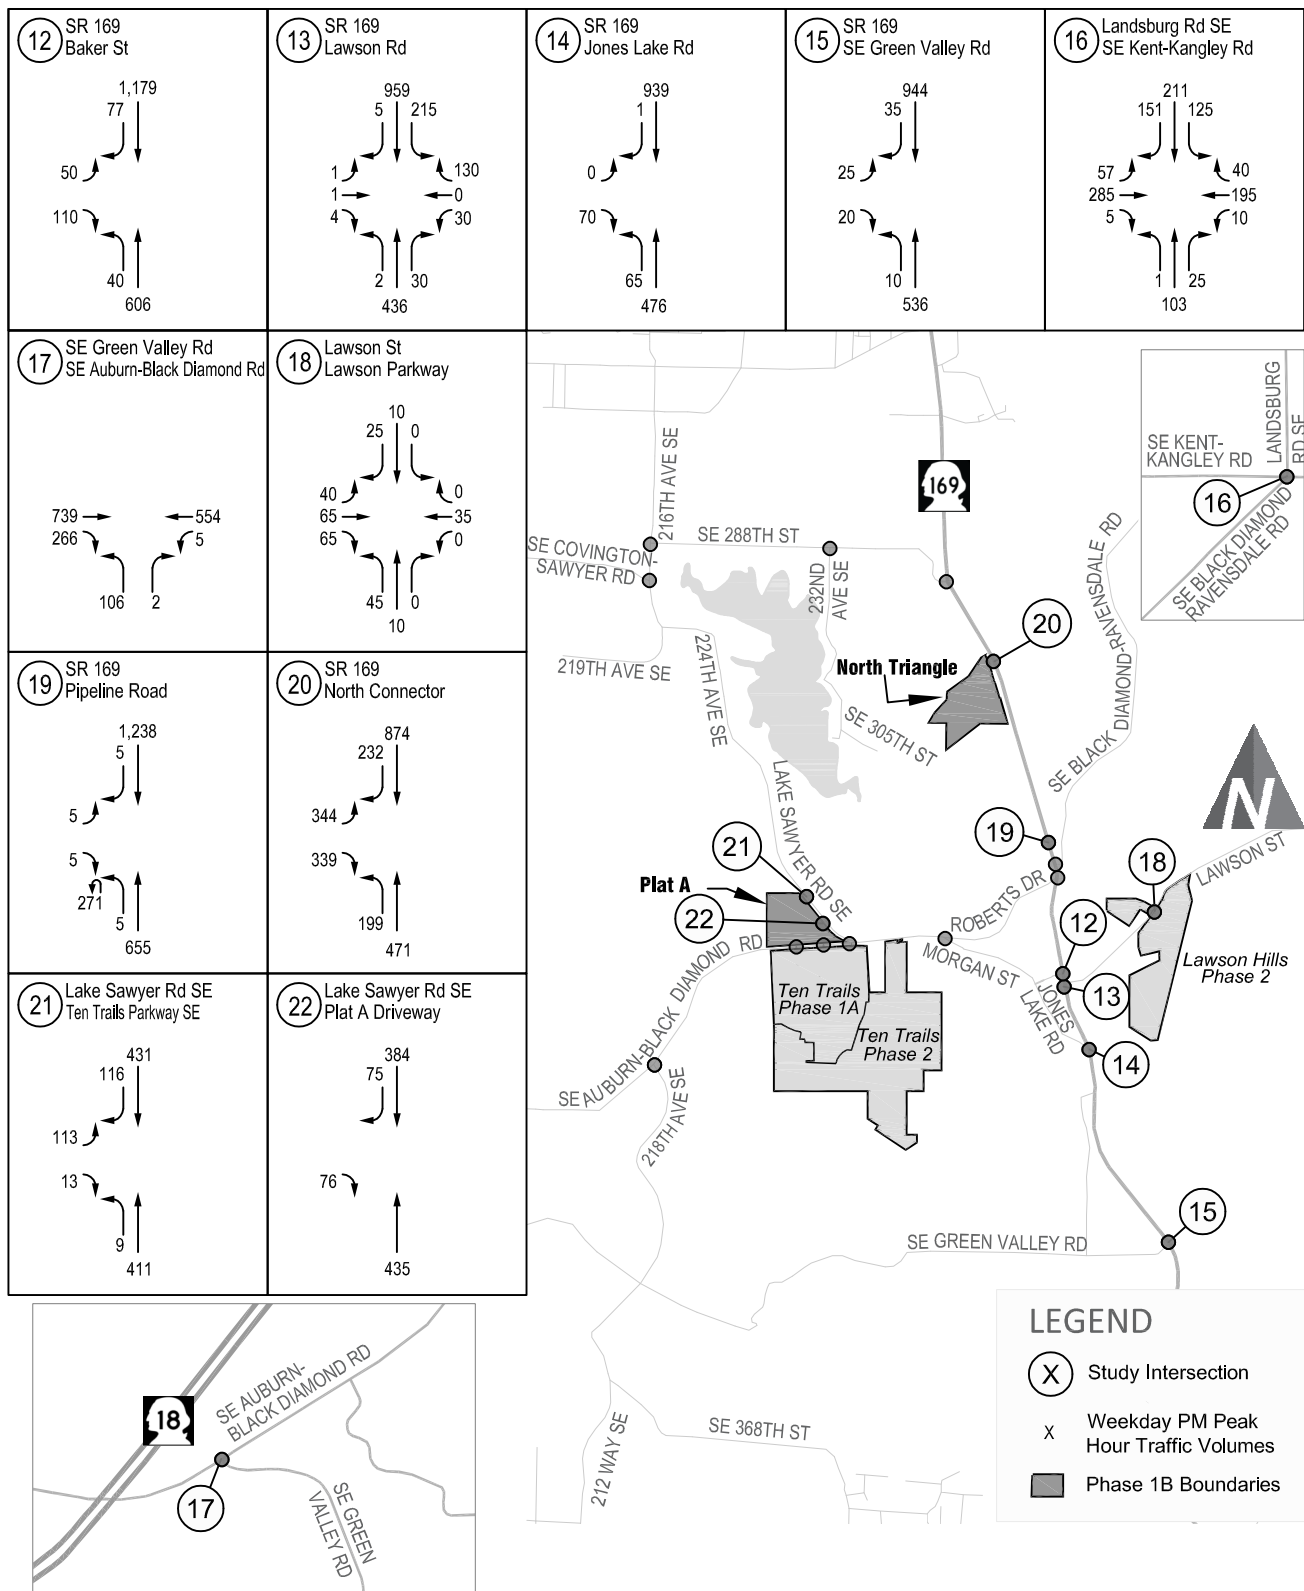 12 SR 169
Baker St
1,179
77
50
110
40
606
13 SR 169
Lawson Rd
959
5 215
1 130
1 0
4 30
2 30
436
14 SR 169
Jones Lake Rd
939
1
0
70
65
476
15 SR 169
SE Green Valley Rd
944
35
25
20
10
536
16 Landsburg Rd SE
SE Kent-Kangley Rd
211
151 125
57 40
285 195
5 10
1 25
103
17 SE Green Valley Rd
SE Auburn-Black Diamond Rd
739 554
266 5
106 2
18 Lawson St
Lawson Parkway
10
25 0
40 0
65 35
65 0
45 0
10
19 SR 169
Pipeline Road
1,238
5
5
5
271
5
655
20 SR 169
North Connector
874
232
344
339
199
471
21 Lake Sawyer Rd SE
Ten Trails Parkway SE
431
116
113
13
9
411
22 Lake Sawyer Rd SE
Plat A Driveway
384
75
76
435
169
216TH AVE SE
SE 288TH ST
SE COVINGTON-
SAWYER RD
232ND
AVE SE
219TH AVE SE
224TH AVE SE
North Triangle
20
SE 305TH ST
SE BLACK DIAMOND-RAVENSDALE RD
SE KENT-
KANGLEY RD
LANDSBURG
RD SE
16
SE BLACK DIAMOND
RAVENSDALE RD
N
LAKE SAWYER RD SE
19
21
Plat A
22
18
LAWSON ST
ROBERTS DR
12
MORGAN ST
13
JONES
LAKE RD
14
Lawson Hills
Phase 2
Ten Trails
Phase 1A
Ten Trails
Phase 2
SE AUBURN-BLACK DIAMOND RD
218TH AVE SE
15
SE GREEN VALLEY RD
212 WAY SE
SE 368TH ST
18
SE AUBURN-
BLACK DIAMOND RD
17
SE GREEN
VALLEY RD
LEGEND
X Study Intersection
X Weekday PM Peak
Hour Traffic Volumes
Phase 1B Boundaries